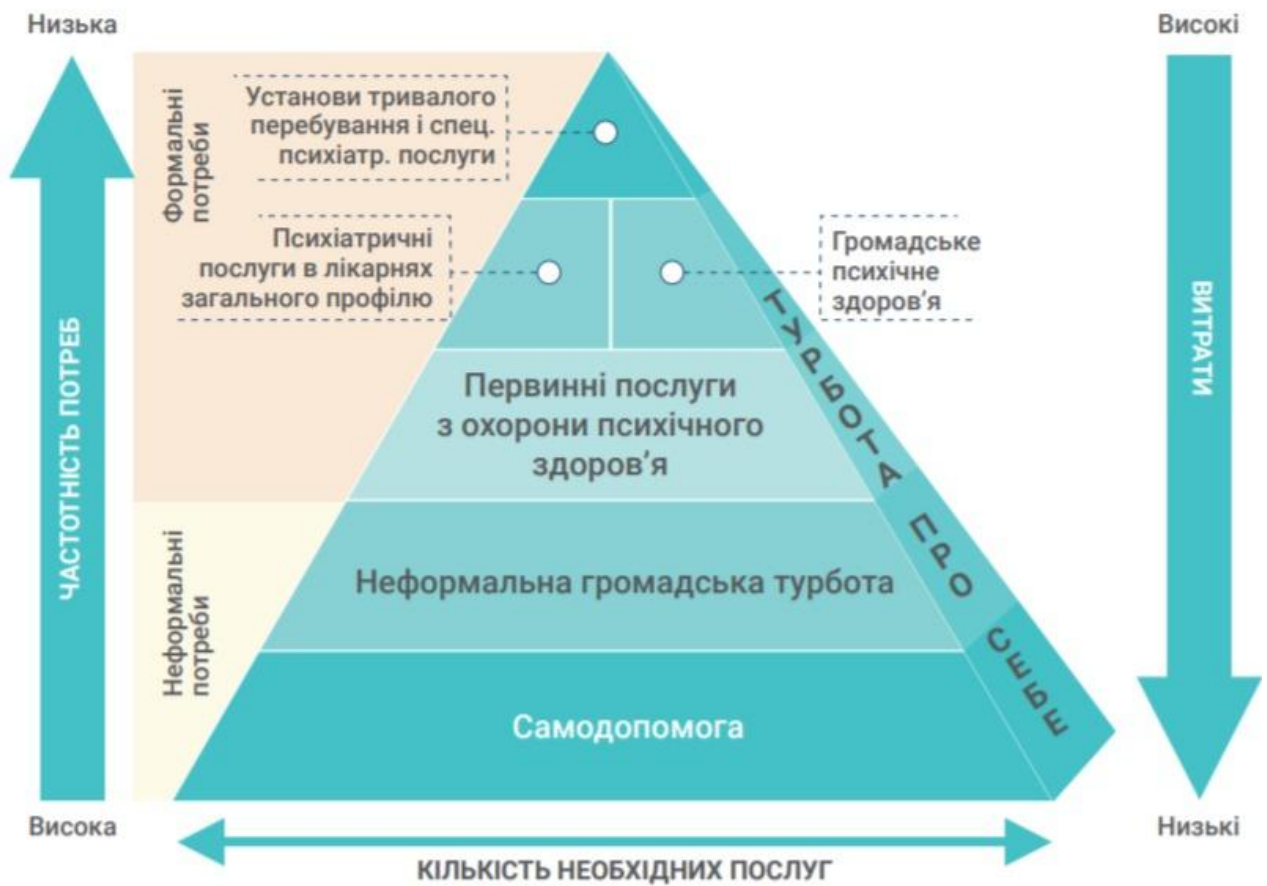 Низька
Високі
Формальні
потреби
Установи тривалого
перебування і спец.
психіатр. послуги
Психіатричні
послуги в лікарнях
загального профілю
Громадське
психічне
здоров’я
ТУРБОТА ПРО СЕБЕ
ЧАСТОТНІСТЬ ПОТРЕБ
ВИТРАТИ
Первинні послуги
з охорони психічного
здоров’я
Неформальні
потреби
Неформальна громадська турбота
Самодопомога
Висока
Низькі
КІЛЬКІСТЬ НЕОБХІДНИХ ПОСЛУГ